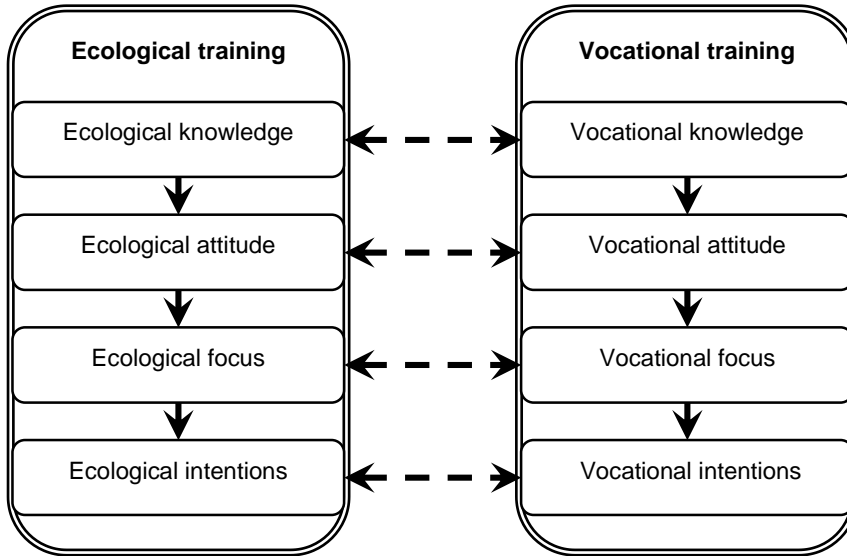 Ecological training
Ecological knowledge
Ecological attitude
Ecological focus
Ecological intentions
Vocational training
Vocational knowledge
Vocational attitude
Vocational focus
Vocational intentions